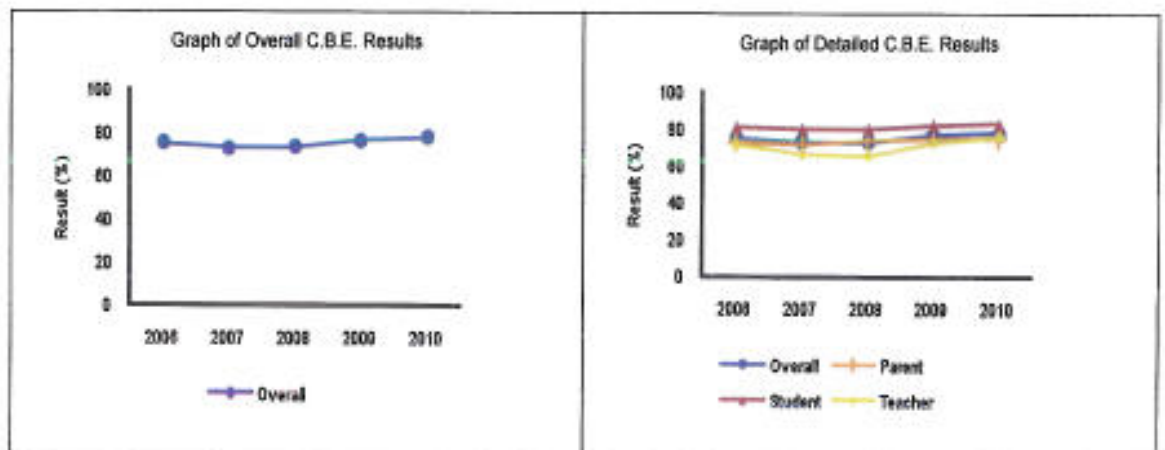 Graph of Overall C.B.E. Results
Result (%)
100
80
60
40
20
0
2006 2007 2008 2009 2010
Overall
Graph of Detailed C.B.E. Results
Result (%)
100
80
60
40
20
0
2006 2007 2008 2009 2010
Overall Parent
Student Teacher